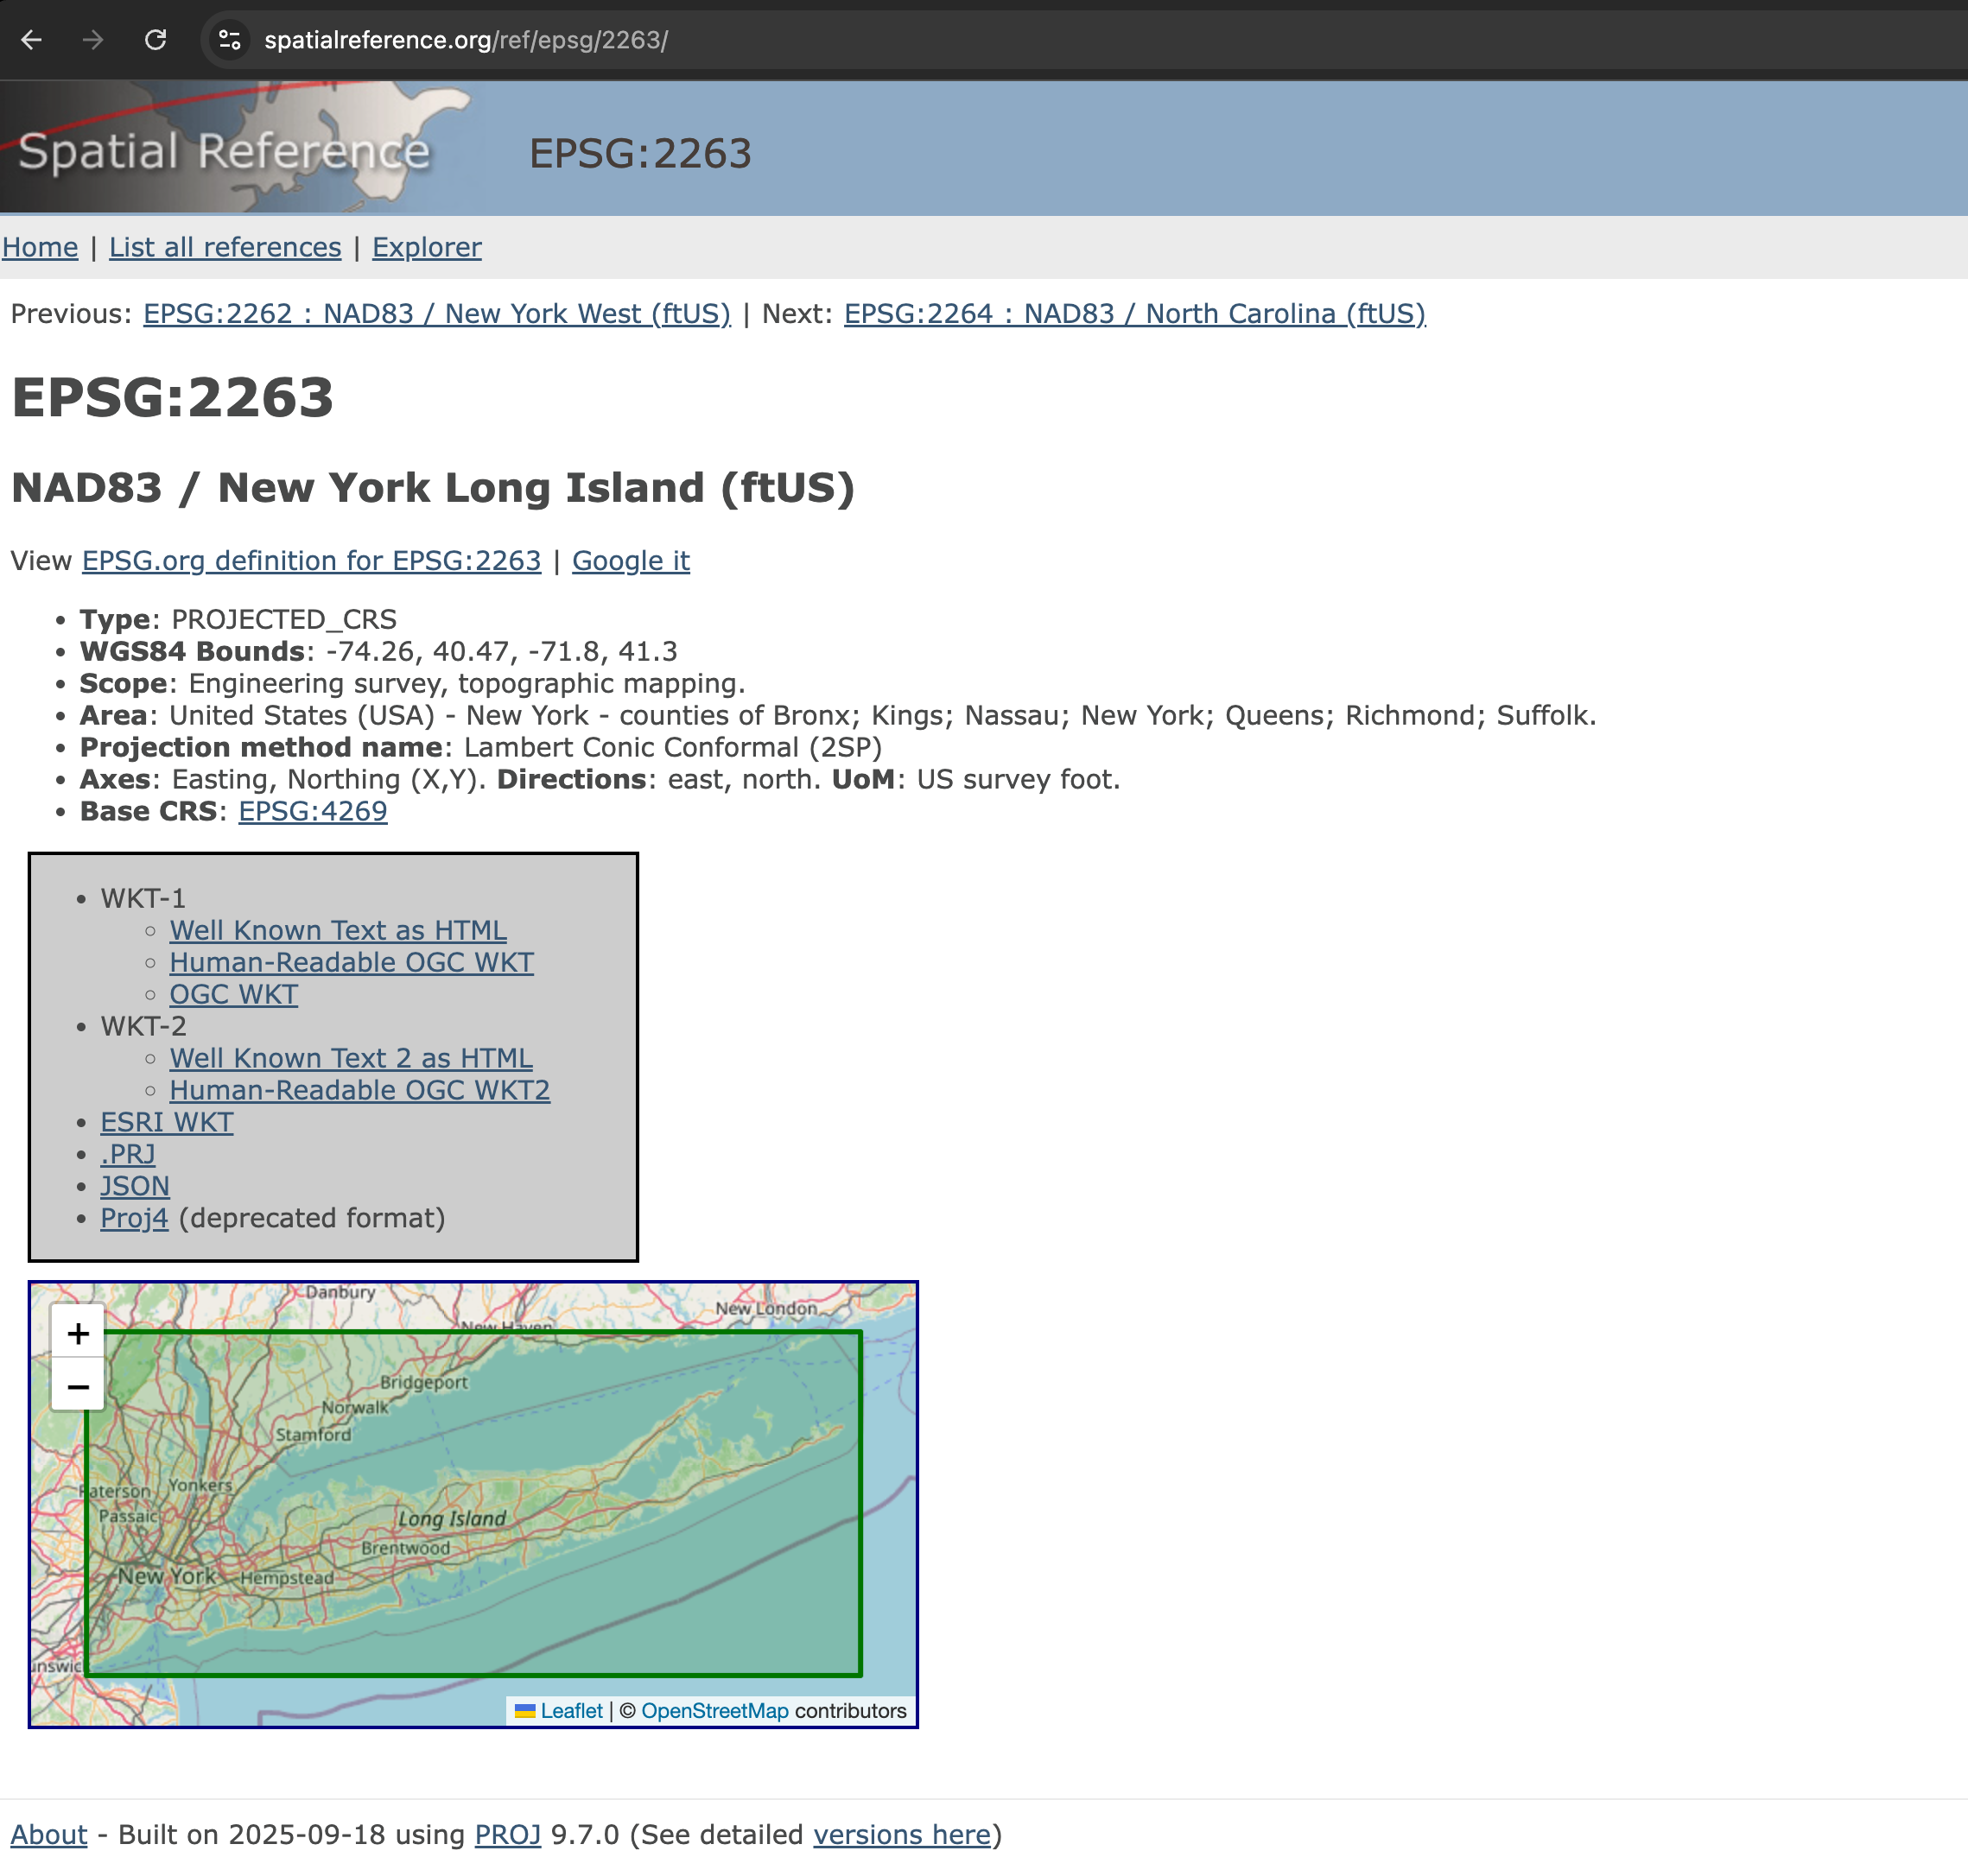 spatialreference.org/ref/epsg/2263/
Spatial Reference
EPSG:2263
Home | List all references | Explorer
Previous: EPSG:2262 : NAD83 / New York West (ftUS) | Next: EPSG:2264 : NAD83 / North Carolina (ftUS)
EPSG:2263
NAD83 / New York Long Island (ftUS)
View EPSG.org definition for EPSG:2263 | Google it
• Type: PROJECTED_CRS
• WGS84 Bounds: -74.26, 40.47, -71.8, 41.3
• Scope: Engineering survey, topographic mapping.
• Area: United States (USA) - New York - counties of Bronx; Kings; Nassau; New York; Queens; Richmond; Suffolk.
• Projection method name: Lambert Conic Conformal (2SP)
• Axes: Easting, Northing (X,Y). Directions: east, north. UoM: US survey foot.
• Base CRS: EPSG:4269
• WKT-1
◦ Well Known Text as HTML
◦ Human-Readable OGC WKT
◦ OGC WKT
• WKT-2
◦ Well Known Text 2 as HTML
◦ Human-Readable OGC WKT2
• ESRI WKT
• .PRJ
• JSON
• Proj4 (deprecated format)
Danbury
New London
New Haven
+
−
Bridgeport
Norwalk
Stamford
Yonkers
Paterson
Passaic
Long Island
Brentwood
New York
Hempstead
unswic
Leaflet | © OpenStreetMap contributors
About - Built on 2025-09-18 using PROJ 9.7.0 (See detailed versions here)